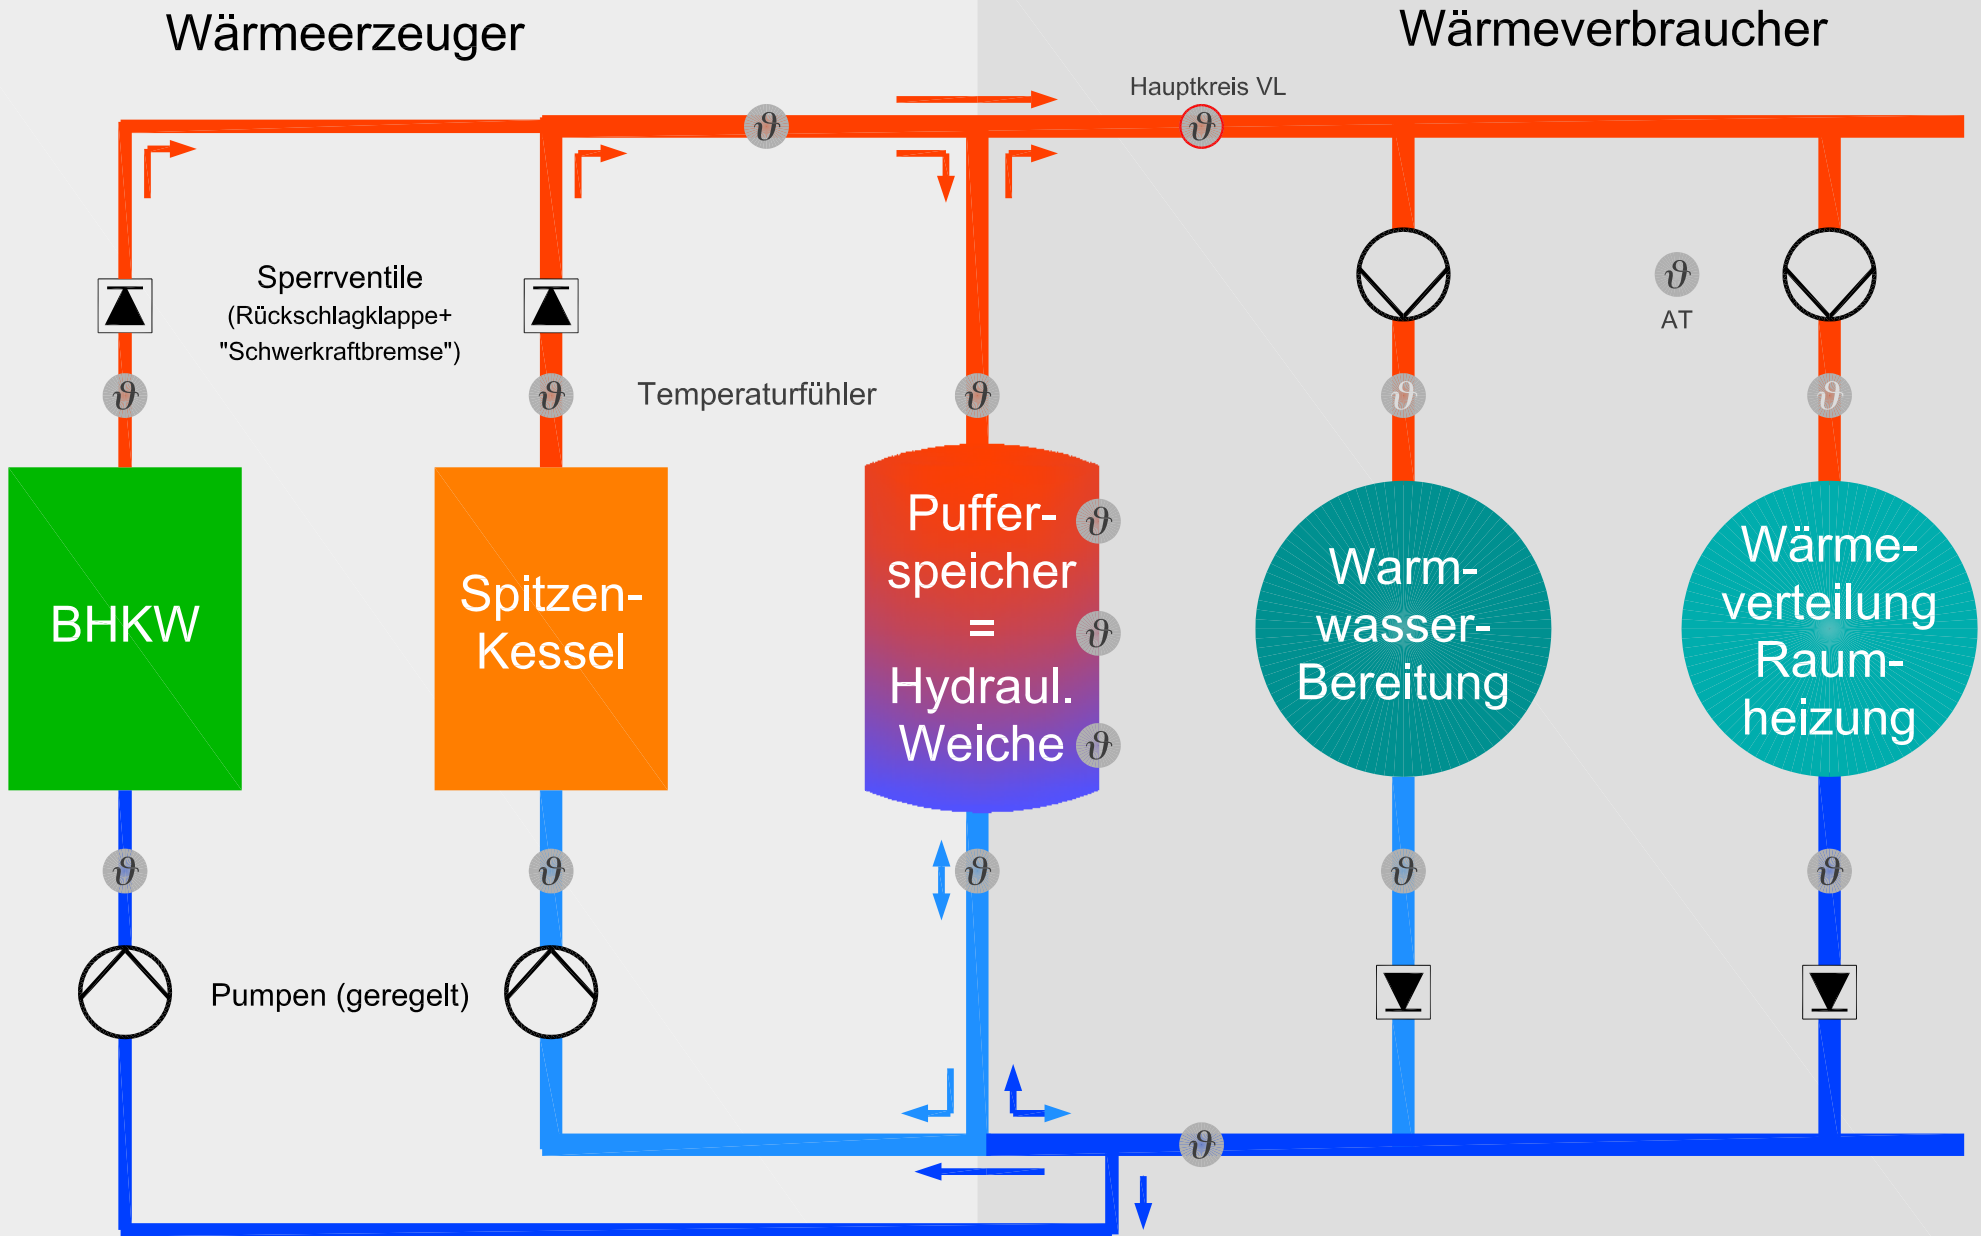 Wärmeerzeuger
Wärmeverbraucher
Hauptkreis VL
ϑ
ϑ
Sperrventile
(Rückschlagklappe+
"Schwerkraftbremse")
ϑ
AT
Temperaturfühler
ϑ
ϑ
ϑ
ϑ
ϑ
BHKW
Spitzen-
Kessel
Puffer-
speicher
=
Hydraul.
Weiche
ϑ
ϑ
ϑ
Warm-
wasser-
Bereitung
Wärme-
verteilung
Raum-
heizung
ϑ
ϑ
ϑ
ϑ
ϑ
Pumpen (geregelt)
ϑ